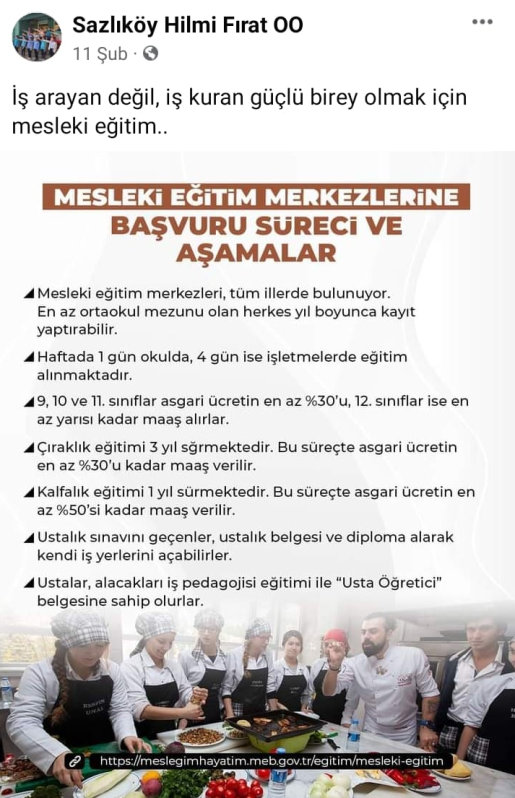 Sazlıköy Hilmi Fırat OO
11 Şub ·
İş arayan değil, iş kuran güçlü birey olmak için
mesleki eğitim..
MESLEKİ EĞİTİM MERKEZLERİNE
BAŞVURU SÜRECİ VE
AŞAMALAR
Mesleki eğitim merkezleri, tüm illerde bulunuyor.
En az ortaokul mezunu olan herkes yıl boyunca kayıt
yaptırabilir.
Haftada 1 gün okulda, 4 gün ise işletmelerde eğitim
alınmaktadır.
9, 10 ve 11. sınıflar asgari ücretin en az %30’u, 12. sınıflar ise en
az yarısı kadar maaş alırlar.
Çıraklık eğitimi 3 yıl sğrmektedir. Bu süreçte asgari ücretin
en az %30’u kadar maaş verilir.
Kalfalık eğitimi 1 yıl sürmektedir. Bu süreçte asgari ücretin en
az %50’si kadar maaş verilir.
Ustalık sınavını geçenler, ustalık belgesi ve diploma alarak
kendi iş yerlerini açabilirler.
Ustalar, alacakları iş pedagojisi eğitimi ile “Usta Öğretici”
belgesine sahip olurlar.
https://meslegimhayatim.meb.gov.tr/egitim/mesleki-egitim